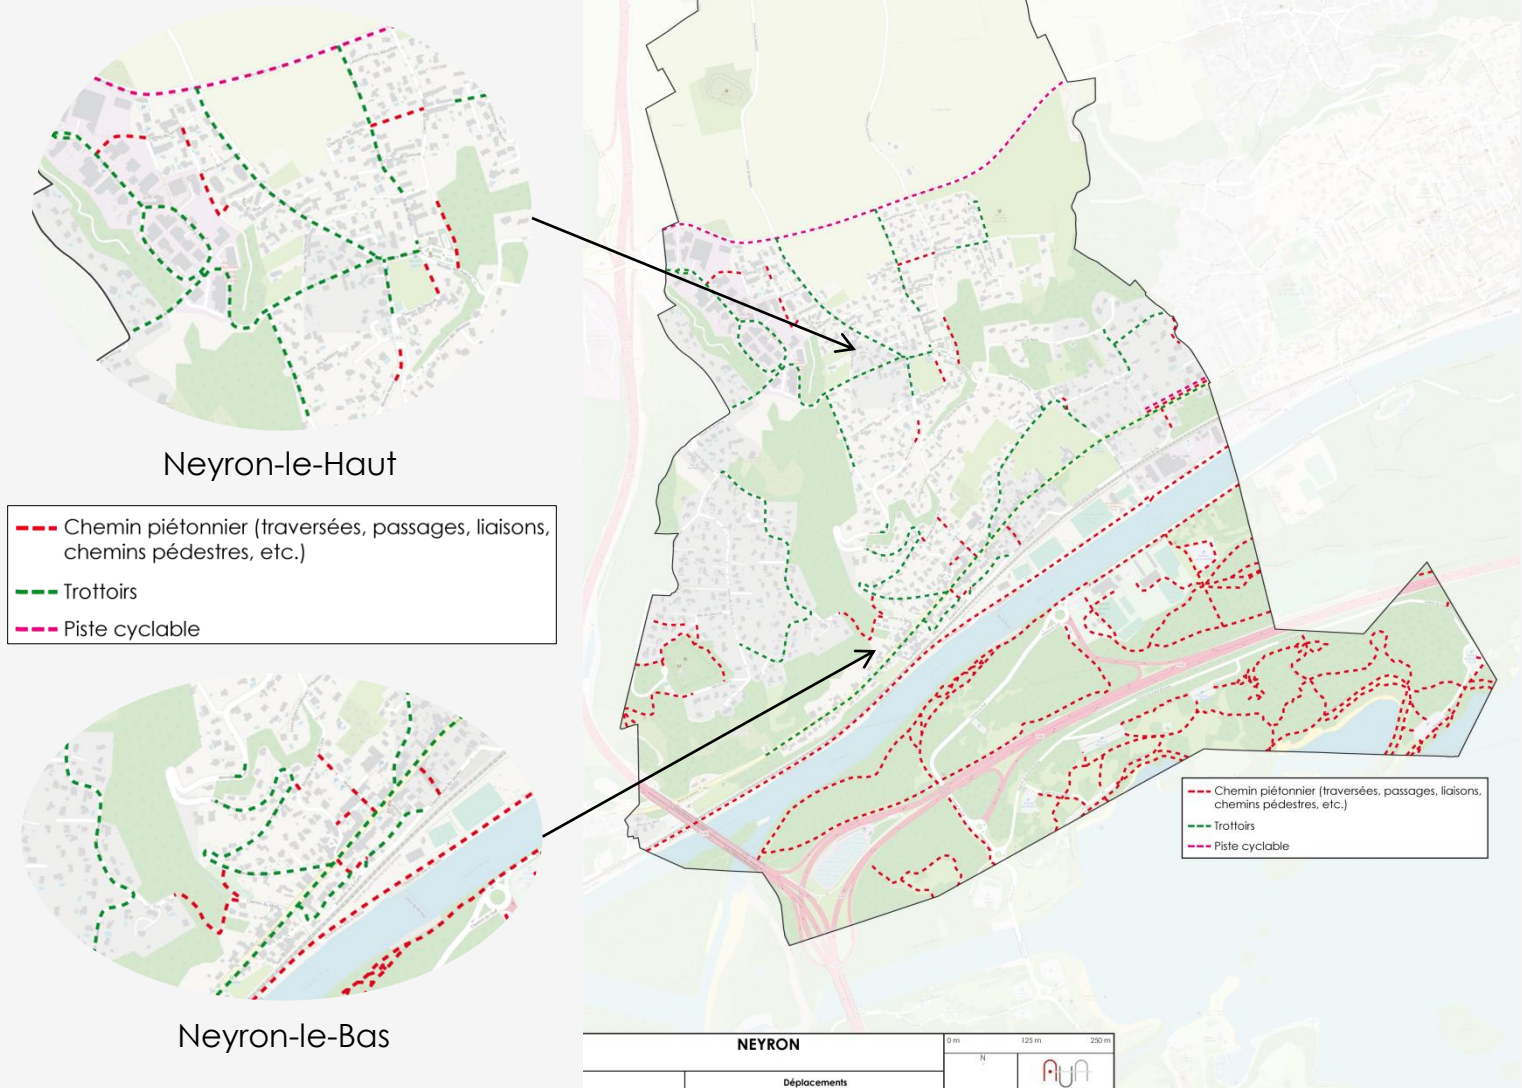 Neyron-le-Haut
Chemin piétonnier (traversées, passages, liaisons,
chemins pédestres, etc.)
Trottoirs
Piste cyclable
Neyron-le-Bas
Chemin piétonnier (traversées, passages, liaisons,
chemins pédestres, etc.)
Trottoirs
Piste cyclable
NEYRON
Déplacements
0 m 125 m 250 m
N
AUA